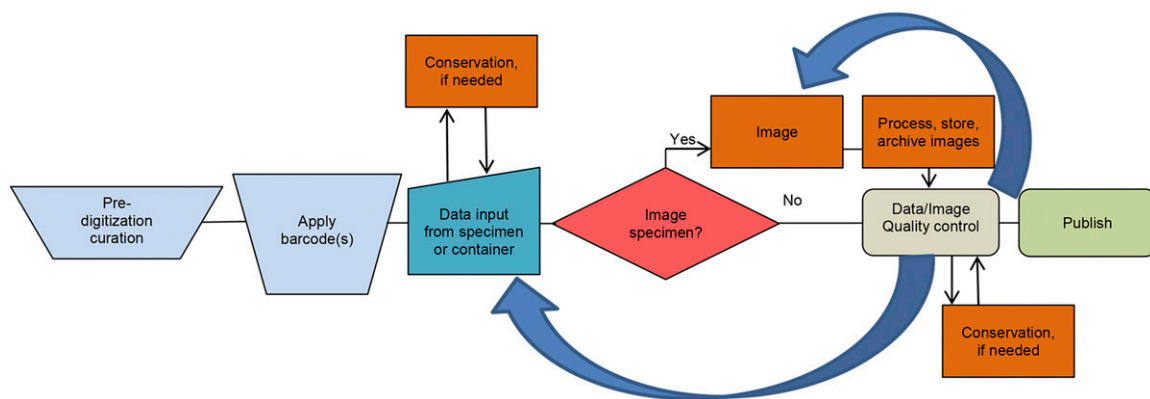 Conservation,
if needed
Pre-
digitization
curation
Apply
barcode(s)
Data input
from specimen
or container
Image
specimen?
Yes
No
Image
Process, store,
archive images
Data/Image
Quality control
Publish
Conservation,
if needed